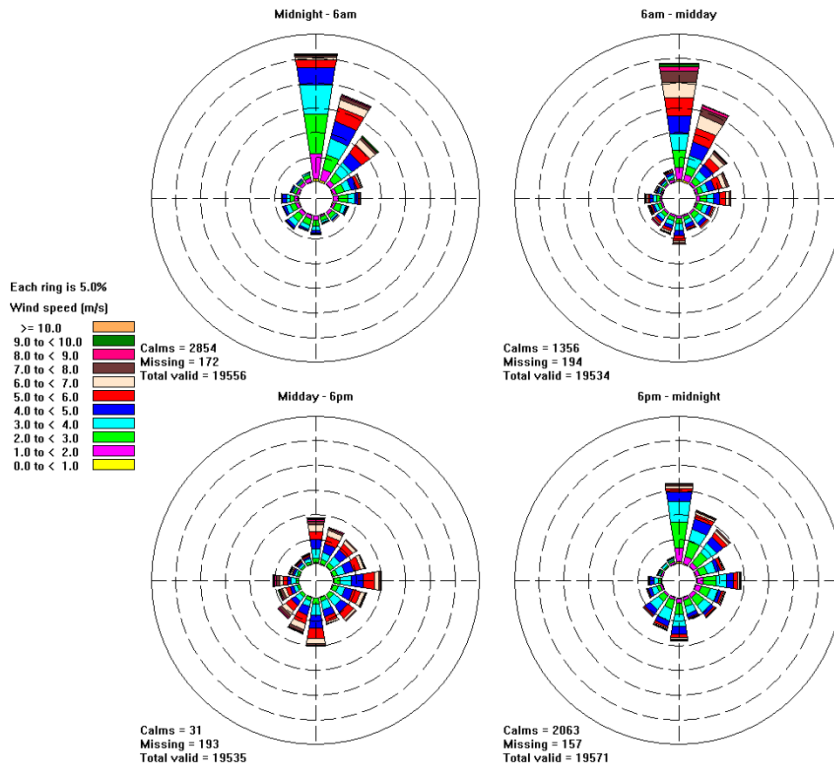 Midnight - 6am
6am - midday
Each ring is 5.0%
Wind speed (m/s)
>= 10.0
9.0 to < 10.0
8.0 to < 9.0
7.0 to < 8.0
6.0 to < 7.0
5.0 to < 6.0
4.0 to < 5.0
3.0 to < 4.0
2.0 to < 3.0
1.0 to < 2.0
0.0 to < 1.0
Calms = 2854
Missing = 172
Total valid = 19556
Calms = 1356
Missing = 194
Total valid = 19534
Midday - 6pm
6pm - midnight
Calms = 31
Missing = 193
Total valid = 19535
Calms = 2063
Missing = 157
Total valid = 19571